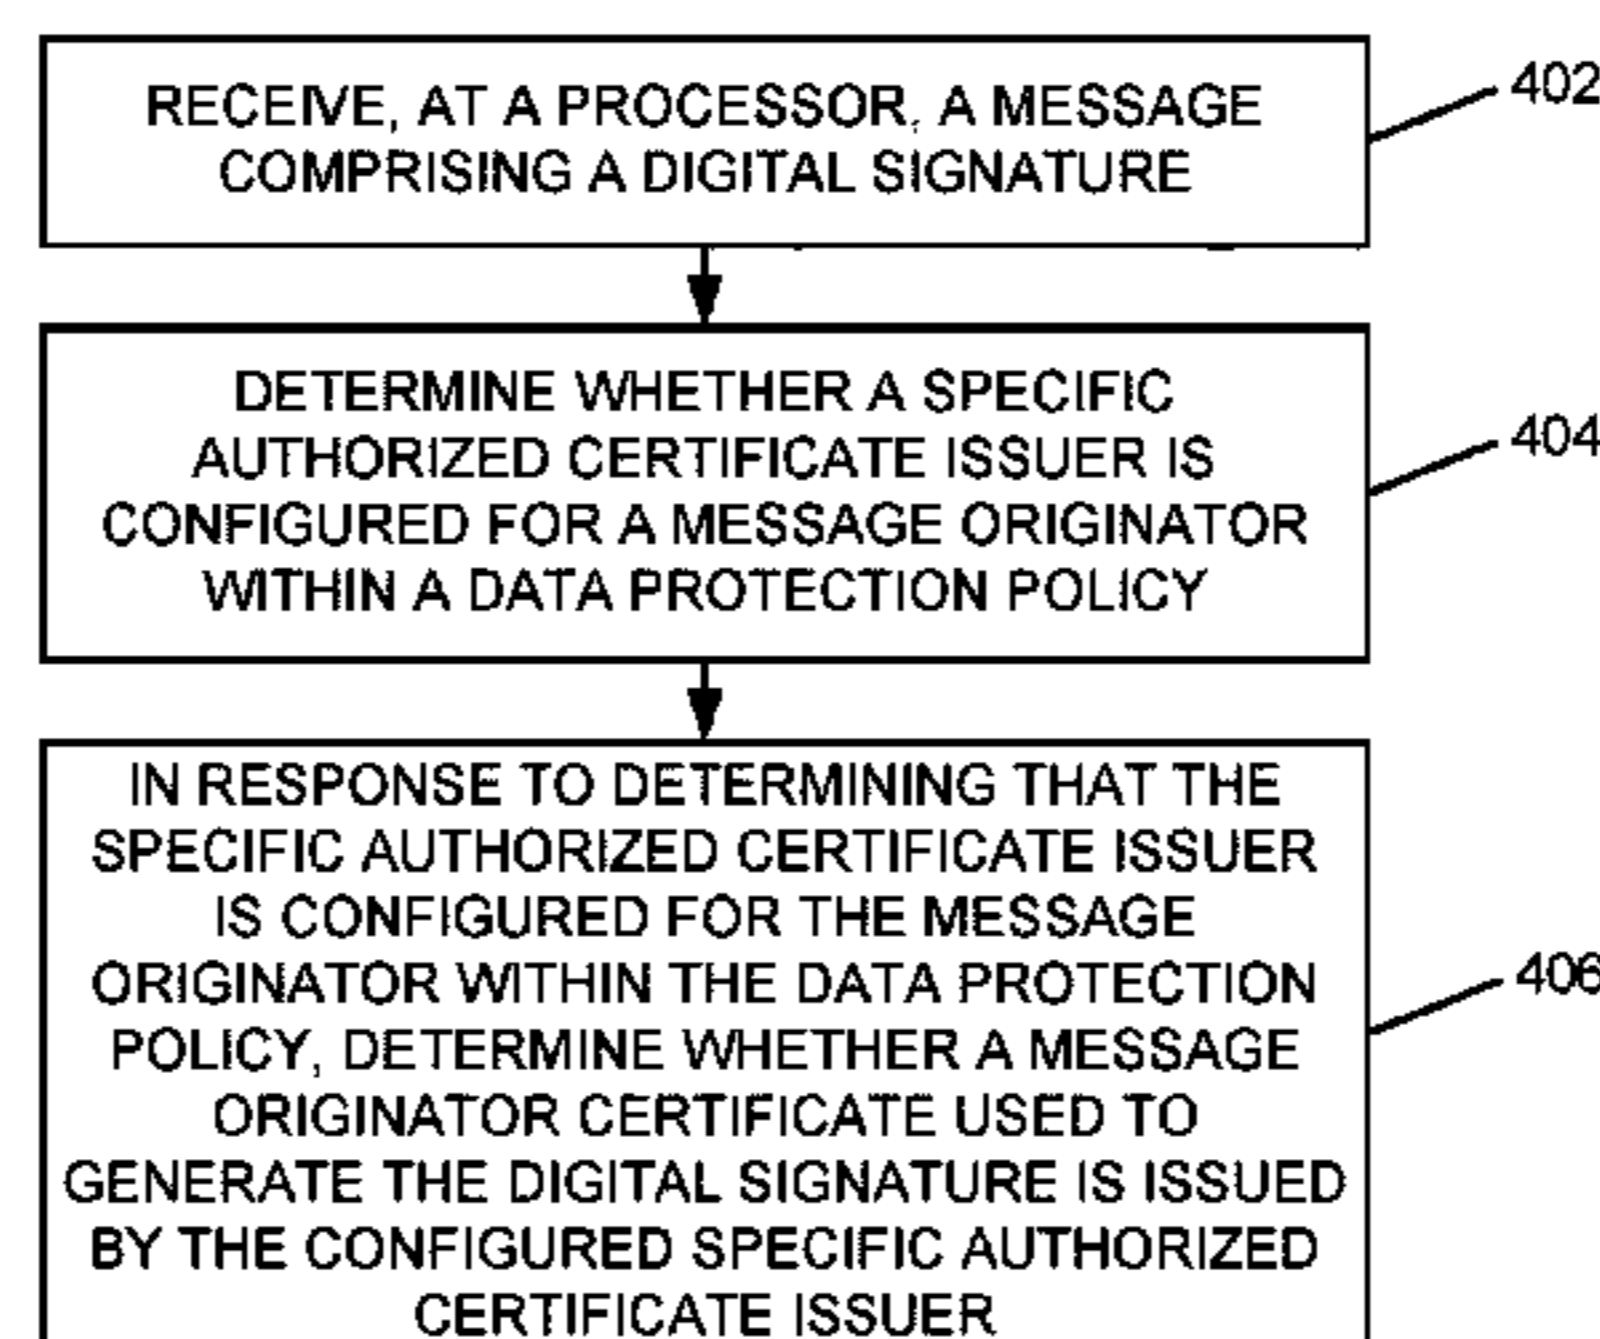 RECEIVE, AT A PROCESSOR, A MESSAGE
COMPRISING A DIGITAL SIGNATURE
402
DETERMINE WHETHER A SPECIFIC
AUTHORIZED CERTIFICATE ISSUER IS
CONFIGURED FOR A MESSAGE ORIGINATOR
WITHIN A DATA PROTECTION POLICY
404
IN RESPONSE TO DETERMINING THAT THE
SPECIFIC AUTHORIZED CERTIFICATE ISSUER
IS CONFIGURED FOR THE MESSAGE
ORIGINATOR WITHIN THE DATA PROTECTION
POLICY, DETERMINE WHETHER A MESSAGE
ORIGINATOR CERTIFICATE USED TO
GENERATE THE DIGITAL SIGNATURE IS ISSUED
BY THE CONFIGURED SPECIFIC AUTHORIZED
CERTIFICATE ISSUER
406